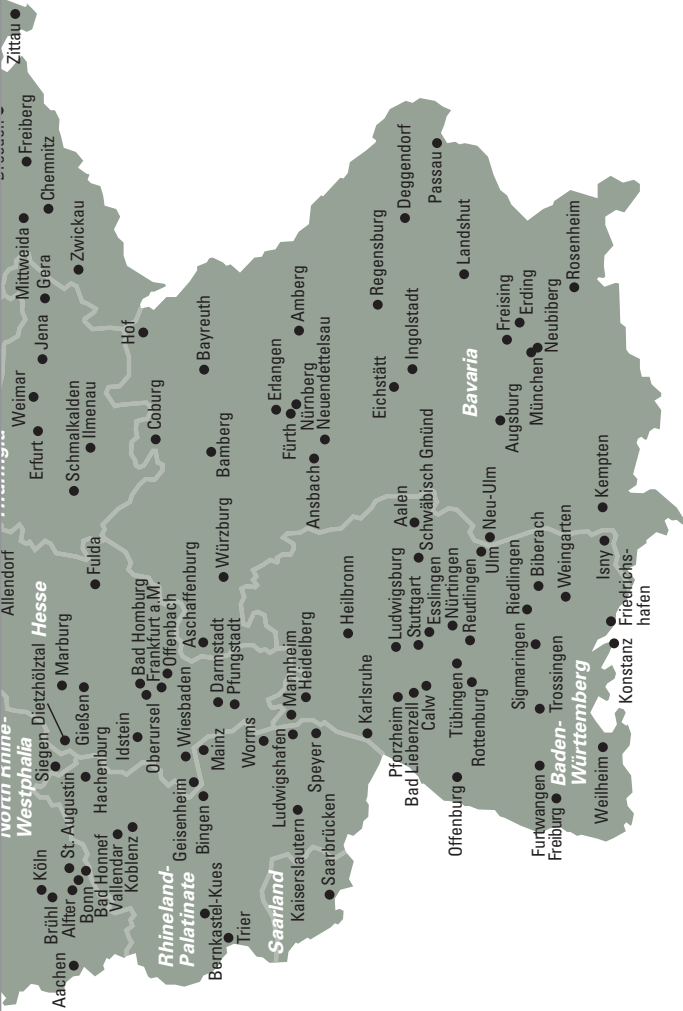 North Rhine-
Westphalia
Allendorf
Zittau
Freiberg
Mittweida
Chemnitz
Weimar
Jena
Gera
Zwickau
Erfurt
Schmalkalden
Ilmenau
Hesse
Dietzhölztal
Siegen
Marburg
Gießen
Fulda
Hachenburg
Köln
Brühl
St. Augustin
Alfter
Bonn
Bad Honnef
Aachen
Vallendar
Koblenz
Hof
Coburg
Bayreuth
Bamberg
Idstein
Bad Homburg
Oberursel
Frankfurt a.M.
Offenbach
Aschaffenburg
Würzburg
Wiesbaden
Geisenheim
Mainz
Bingen
Darmstadt
Pfungstadt
Worms
Rhineland-
Palatinate
Bernkastel-Kues
Trier
Saarland
Kaiserslautern
Saarbrücken
Ludwigshafen
Mannheim
Heidelberg
Speyer
Erlangen
Amberg
Fürth
Nürnberg
Neuendettelsau
Ansbach
Heilbronn
Karlsruhe
Regensburg
Deggendorf
Passau
Eichstätt
Ingolstadt
Landshut
Bavaria
Pforzheim
Bad Liebenzell
Calw
Ludwigsburg
Stuttgart
Esslingen
Nürtingen
Reutlingen
Aalen
Schwäbisch Gmünd
Tübingen
Rottenburg
Offenburg
Ulm
Neu-Ulm
Augsburg
Freising
Erding
München
Neubiberg
Rosenheim
Riedlingen
Biberach
Sigmaringen
Trossingen
Weingarten
Furtwangen
Freiburg
Baden-
Württemberg
Weilheim
Kempten
Isny
Friedrichs-
hafen
Konstanz